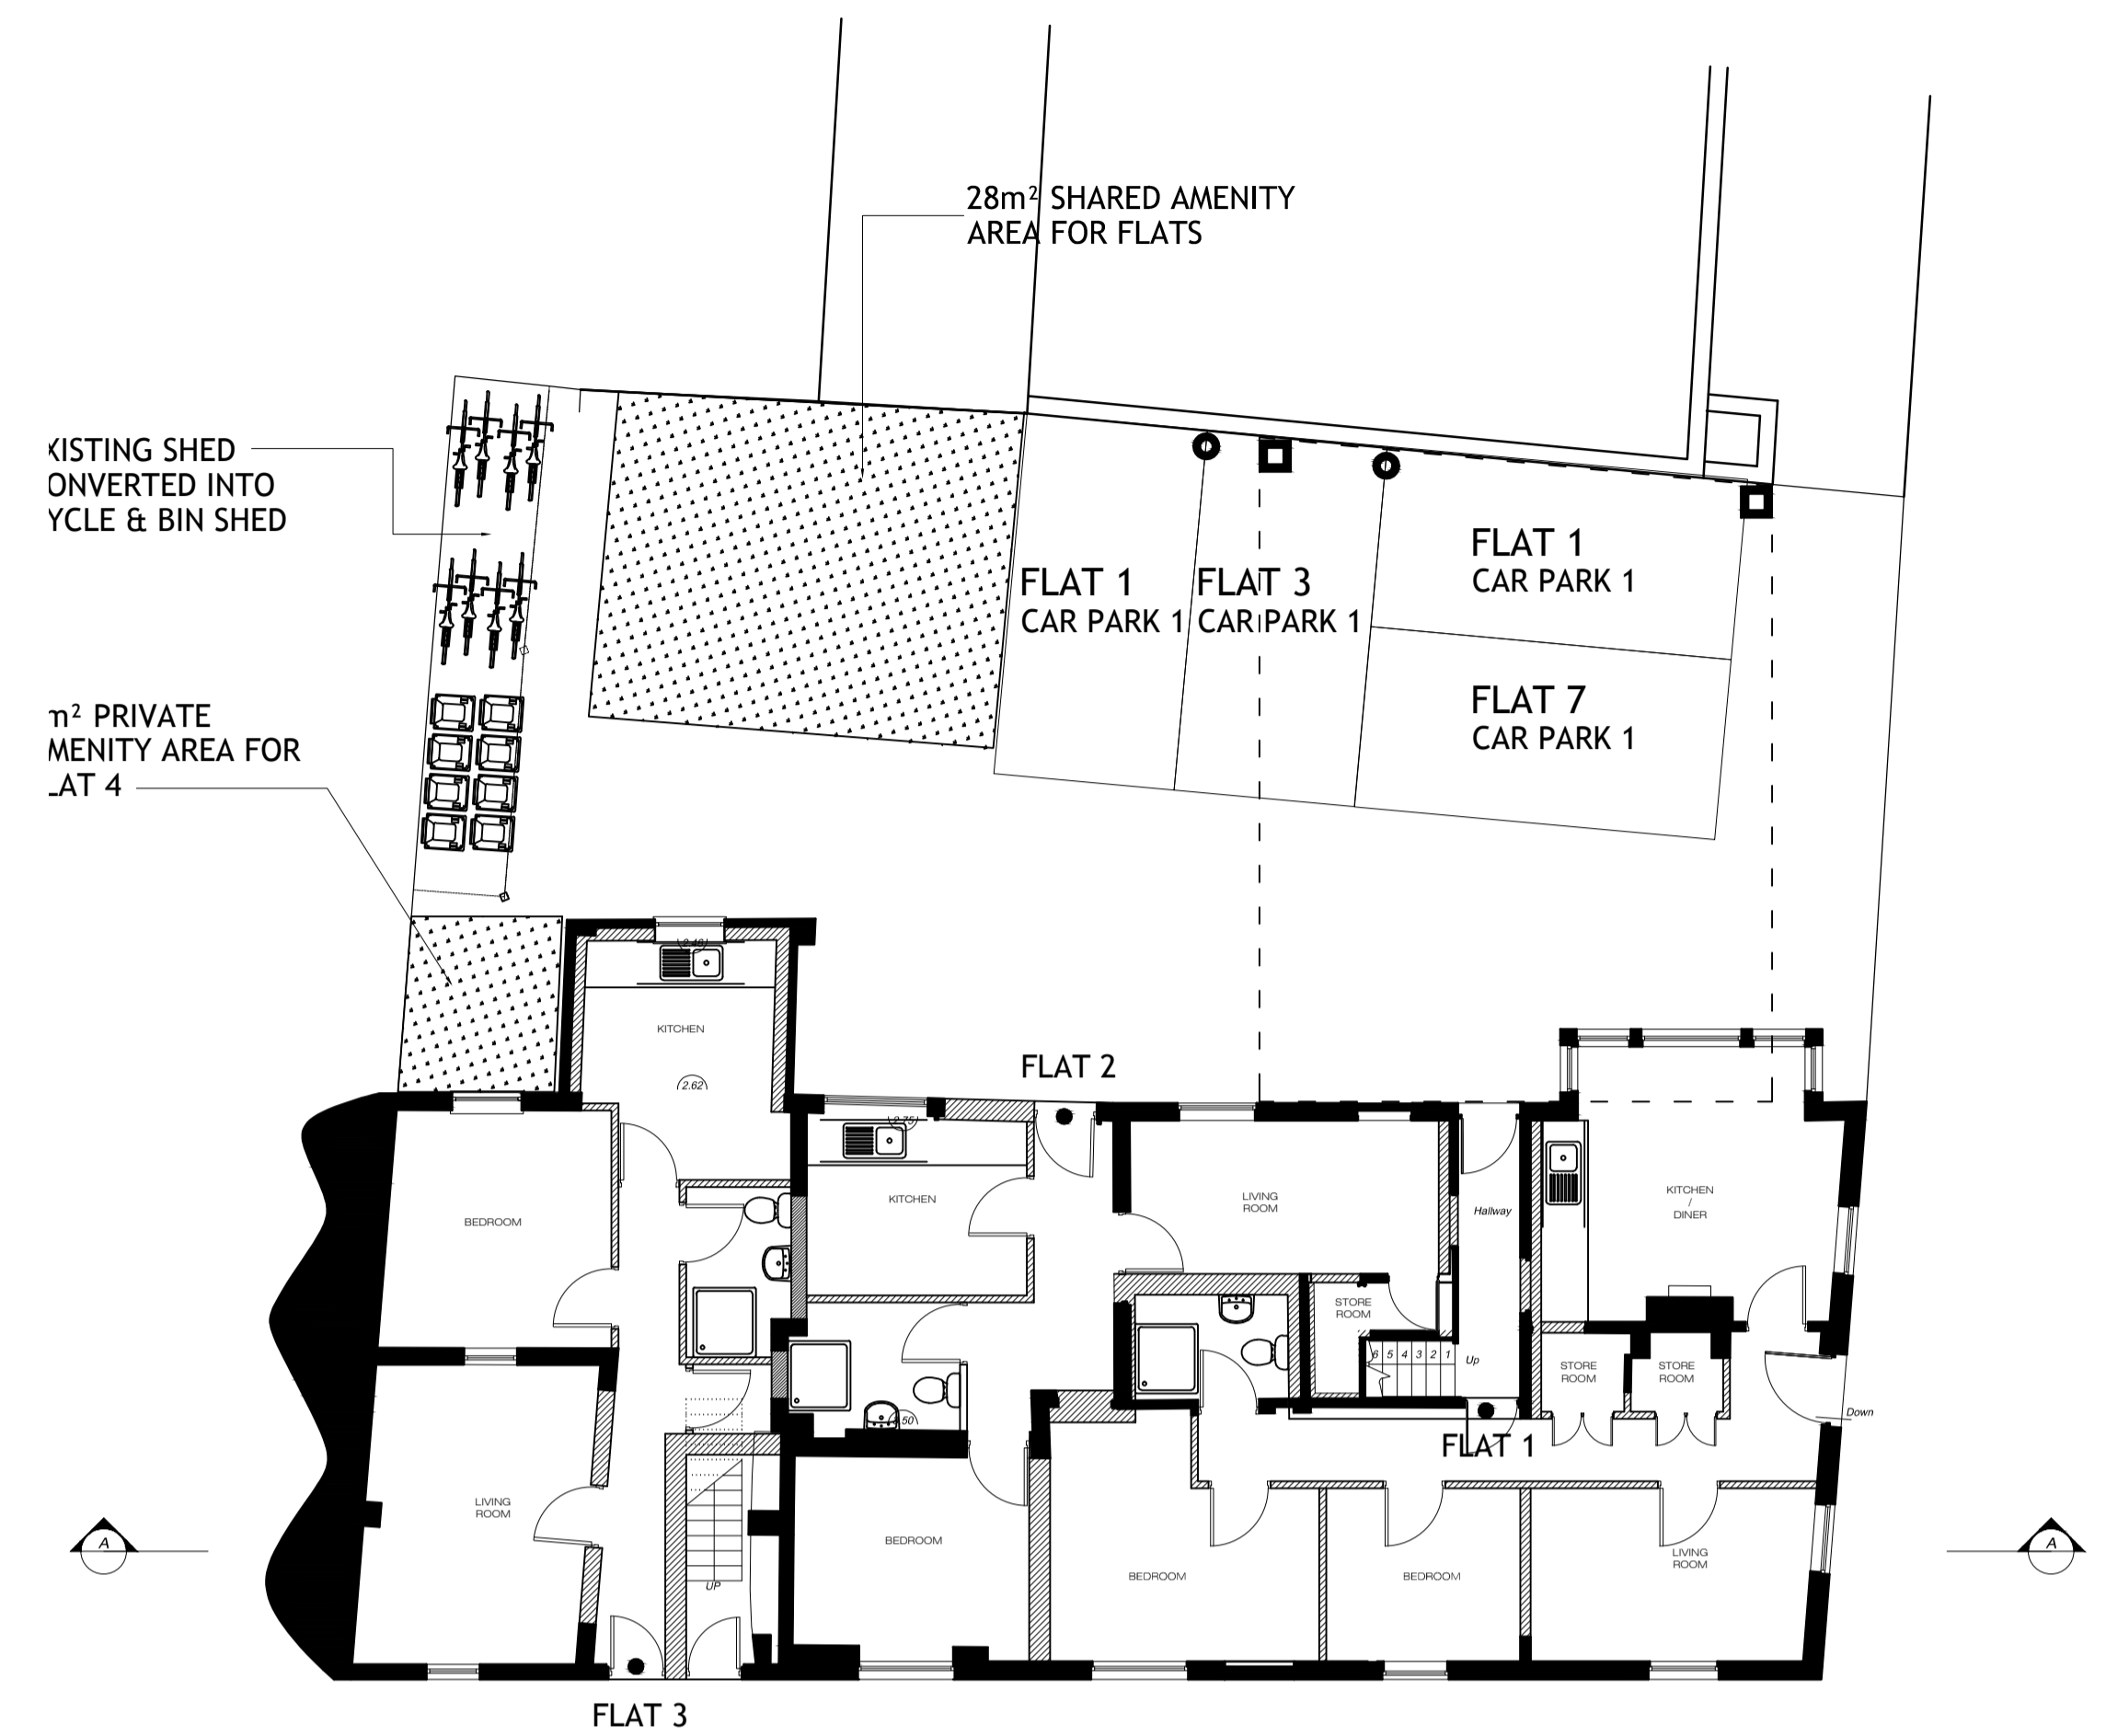 28m² SHARED AMENITY
AREA FOR FLATS
XISTING SHED
ONVERTED INTO
YCLE & BIN SHED
FLAT 1
CAR PARK 1
FLAT 3
CAR PARK 1
FLAT 1
CAR PARK 1
FLAT 7
CAR PARK 1
m² PRIVATE
MENITY AREA FOR
LAT 4
KITCHEN
2.62
FLAT 2
KITCHEN
BEDROOM
LIVING
ROOM
Hallway
KITCHEN
/
DINER
STORE
ROOM
6 5 4 3 2 1
Up
STORE
ROOM
STORE
ROOM
Down
FLAT 1
LIVING
ROOM
UP
BEDROOM
BEDROOM
BEDROOM
LIVING
ROOM
A
A
FLAT 3